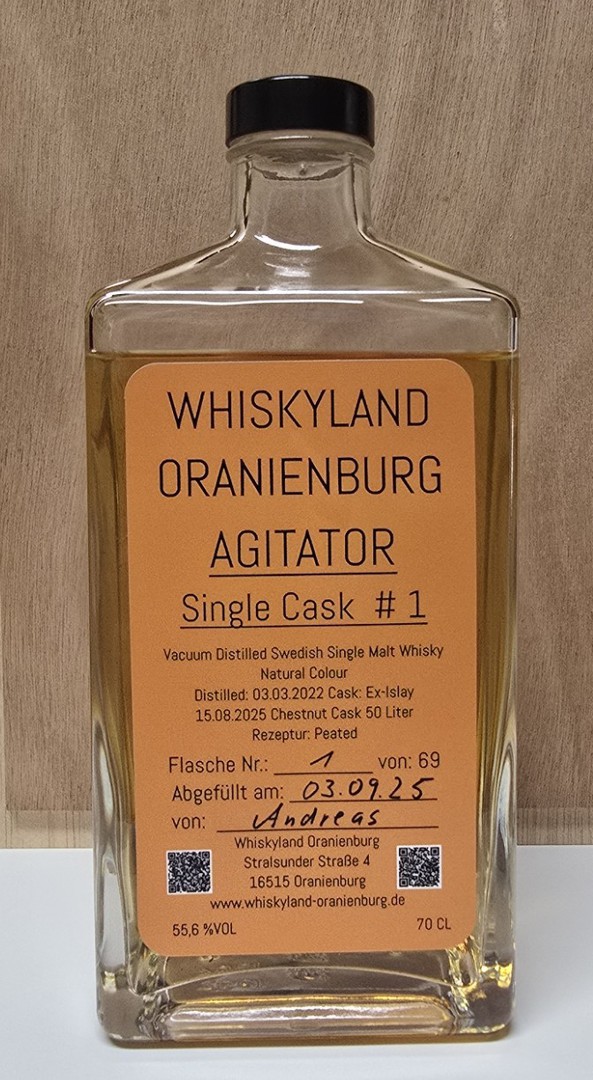 WHISKYLAND
ORANIENBURG
AGITATOR
Single Cask # 1
Vacuum Distilled Swedish Single Malt Whisky
Natural Colour
Distilled: 03.03.2022 Cask: Ex-Islay
15.08.2025 Chestnut Cask 50 Liter
Rezeptur: Peated
Flasche Nr.: 1 von: 69
Abgefüllt am: 03.09.25
von: Andreas
Whiskyland Oranienburg
Stralsunder Straße 4
16515 Oranienburg
www.whiskyland-oranienburg.de
55,6 %VOL 70 CL